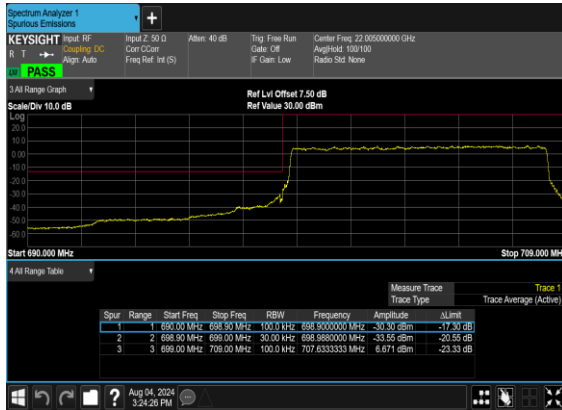 Spectrum Analyzer 1
Spurious Emissions
KEYSIGHT Input: RF Input Z: 50 Ω Atten: 40 dB Trig: Free Run Center Freq: 22.005000000 GHz
R T Coupling: DC Corr CCorr Gate: Off Avg|Hold: 100/100
Align: Auto Freq Ref: Int (S) IF Gain: Low Radio Std: None
LV PASS
3 All Range Graph
Ref Lvl Offset 7.50 dB
Scale/Div 10.0 dB Ref Value 30.00 dBm
Log
20.0
10.0
0.00
-10.0
-20.0
-30.0
-40.0
-50.0
-60.0
Start 690.000 MHz Stop 709.000 MHz
4 All Range Table
Measure Trace Trace 1
Trace Type Trace Average (Active)
Spur Range Start Freq Stop Freq RBW Frequency Amplitude ΔLimit
1 1 690.00 MHz 698.90 MHz 100.0 kHz 698.9000000 MHz -30.30 dBm -17.30 dB
2 2 698.90 MHz 699.00 MHz 30.00 kHz 698.9880000 MHz -33.55 dBm -20.55 dB
3 3 699.00 MHz 709.00 MHz 100.0 kHz 707.6333333 MHz 6.671 dBm -23.33 dB
? Aug 04, 2024
3:24:26 PM